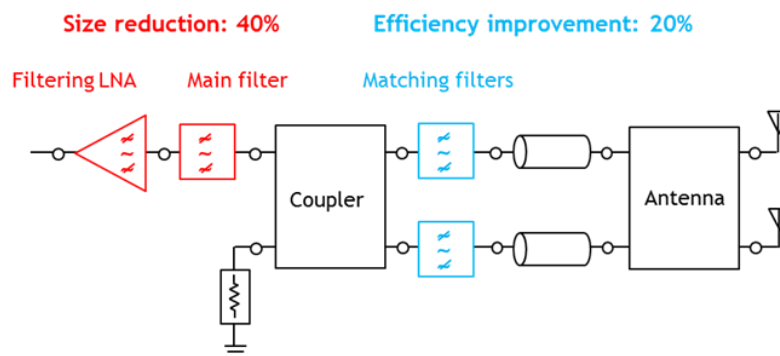 Size reduction: 40% Efficiency improvement: 20%
Filtering LNA Main filter Matching filters
Coupler
Antenna